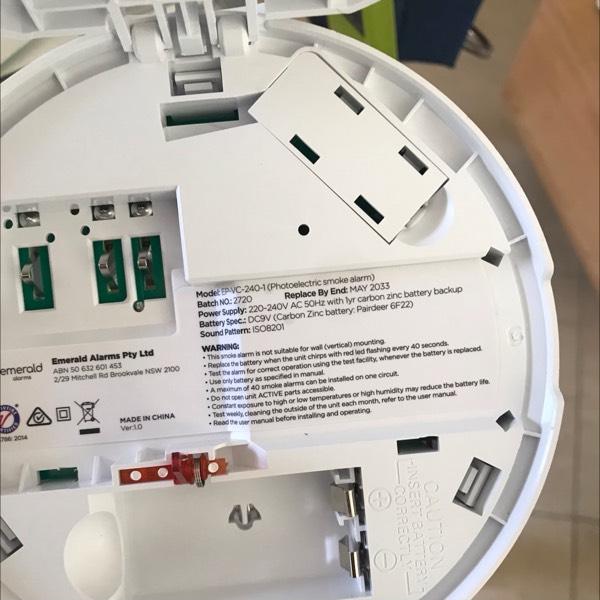 Model: EP-VC-240-1 (Photoelectric smoke alarm)
Batch NO.: 2720
Replace By End: MAY 2033
Power Supply: 220-240V AC 50Hz with 1yr carbon zinc battery backup
Battery Spec.: DC9V (Carbon Zinc battery: Pairdeer 6F22)
Sound Pattern: ISO8201
WARNING:
• This smoke alarm is not suitable for wall (vertical) mounting.
• Replace the battery when the unit chirps with red led flashing every 40 seconds.
• Test the alarm for correct operation using the test facility, whenever the battery is replaced.
• Use only battery as specified in manual.
• A maximum of 40 smoke alarms can be installed on one circuit.
• Do not open unit ACTIVE parts accessible.
• Constant exposure to high or low temperatures or high humidity may reduce the battery life.
• Test weekly, cleaning the outside of the unit each month, refer to the user manual.
• Read the user manual before installing and operating.
emerald
alarms
Emerald Alarms Pty Ltd
ABN 50 632 601 453
2/29 Mitchell Rd Brookvale NSW 2100
MADE IN CHINA
Ver:1.0
3786: 2014
CAUTION
-INSERT BATTERY
CORRECTLY
+
−